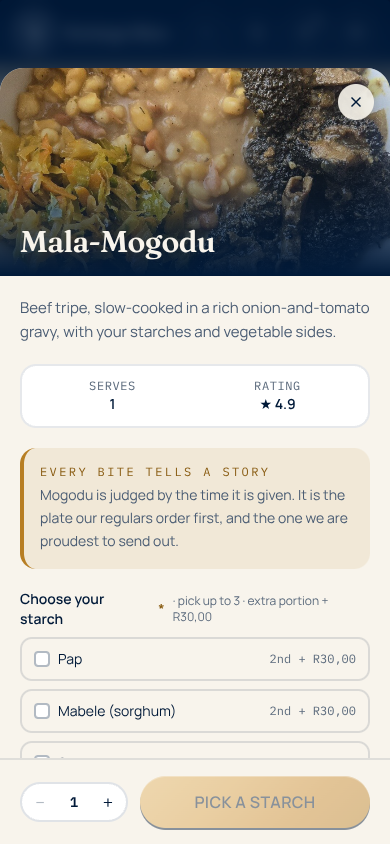 Mala-Mogodu
Beef tripe, slow-cooked in a rich onion-and-tomato
gravy, with your starches and vegetable sides.
SERVES
1
RATING
★ 4.9
EVERY BITE TELLS A STORY
Mogodu is judged by the time it is given. It is the
plate our regulars order first, and the one we are
proudest to send out.
Choose your
starch
* · pick up to 3 · extra portion +
R30,00
Pap 2nd + R30,00
Mabele (sorghum) 2nd + R30,00
− 1 +
PICK A STARCH